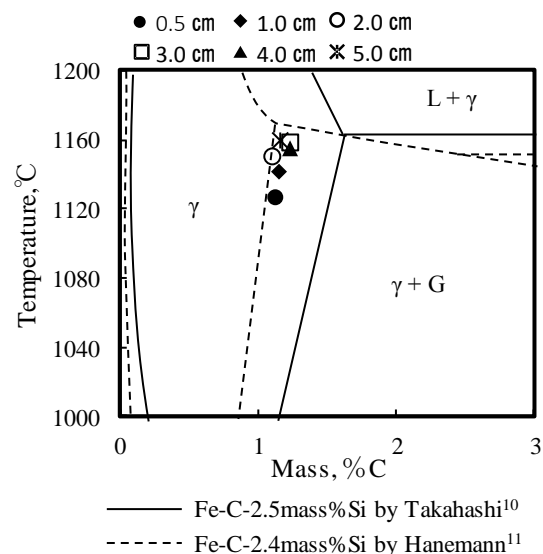 ● 0.5 ㎝ ◆ 1.0 ㎝ ○ 2.0 ㎝
□ 3.0 ㎝ ▲ 4.0 ㎝ ✳ 5.0 ㎝
1200
1160
1120
1080
1040
1000
Temperature,℃
L + γ
γ
γ + G
0 1 2 3
Mass, %C
Fe-C-2.5mass%Si by Takahashi¹⁰
Fe-C-2.4mass%Si by Hanemann¹¹